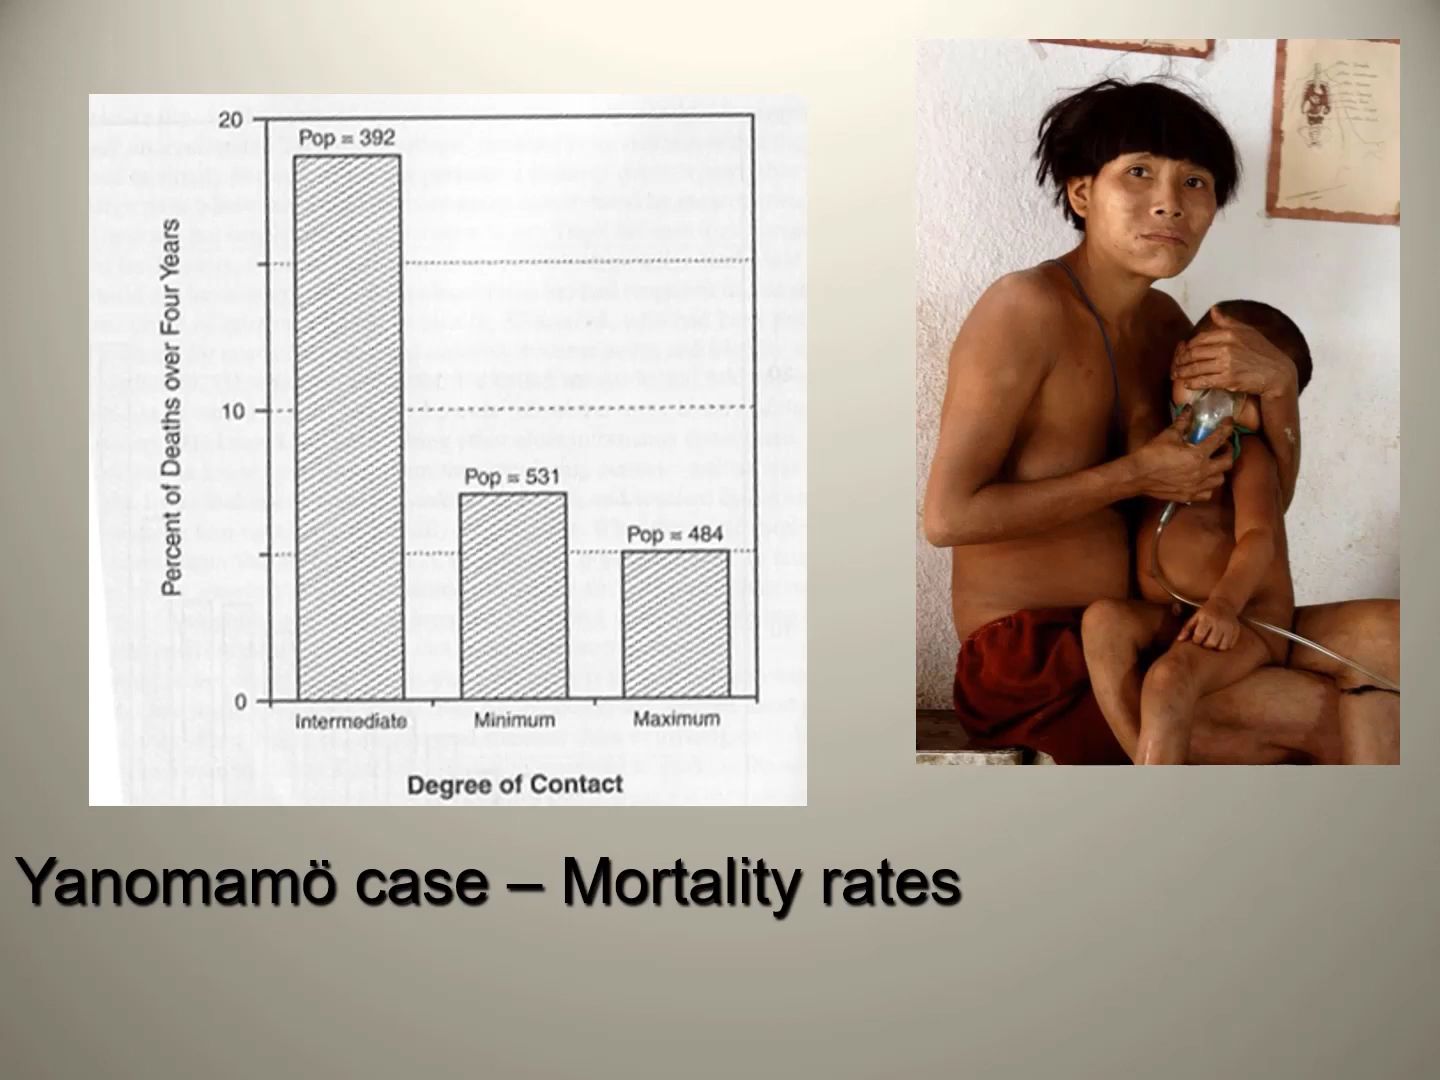 20
Pop = 392
Percent of Deaths over Four Years
10
Pop = 531
Pop = 484
0
Intermediate
Minimum
Maximum
Degree of Contact
Yanomamö case – Mortality rates